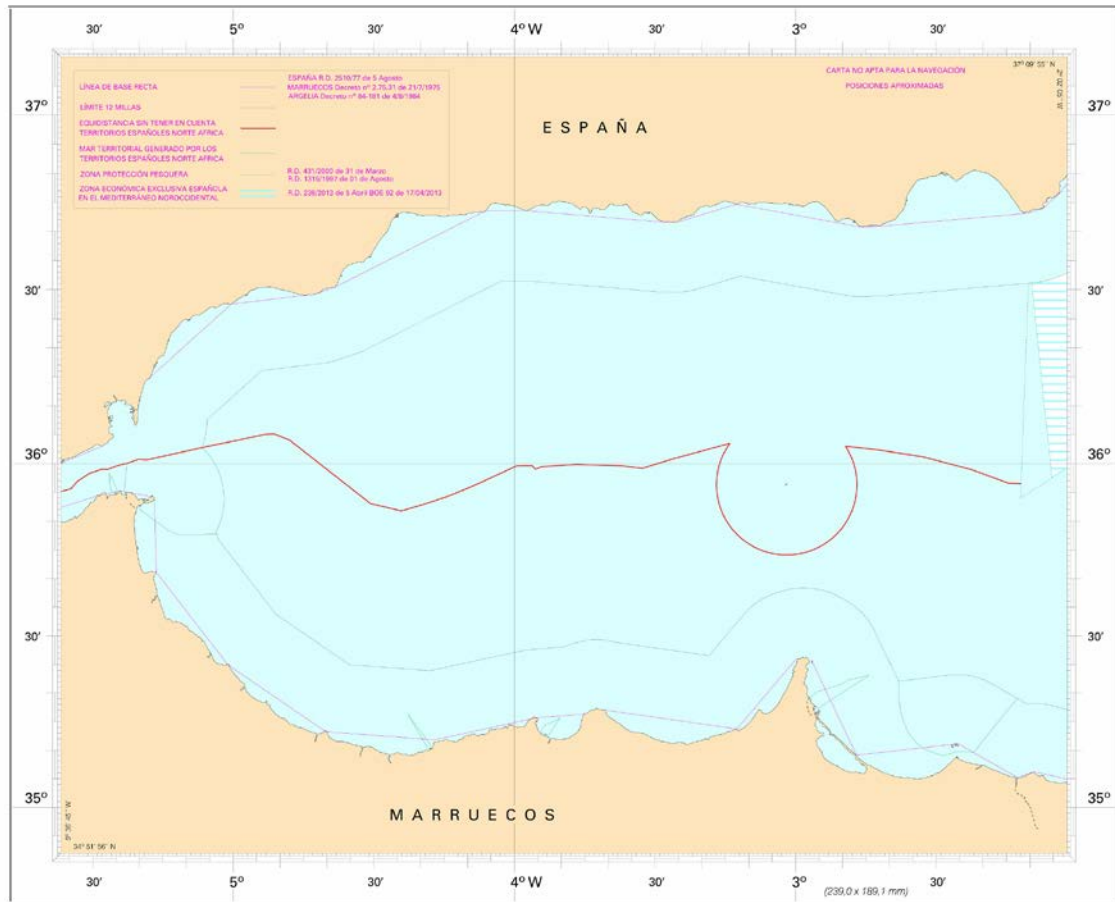 30' 5º 30' 4º W 30' 3º 30'
37º 37º
30' 30'
36º 36º
30' 30'
35º 35º
LÍNEA DE BASE RECTA
ESPAÑA R.D. 2510/77 de 5 Agosto
MARRUECOS Decreto nº 2.75.31 de 21/7/1975
ARGELIA Decreto nº 84-181 de 4/8/1984
LÍMITE 12 MILLAS
EQUIDISTANCIA SIN TENER EN CUENTA
TERRITORIOS ESPAÑOLES NORTE AFRICA
MAR TERRITORIAL GENERADO POR LOS
TERRITORIOS ESPAÑOLES NORTE AFRICA
ZONA PROTECCIÓN PESQUERA
R.D. 431/2000 de 31 de Marzo
R.D. 1315/1997 de 01 de Agosto
ZONA ECONÓMICA EXCLUSIVA ESPAÑOLA
EN EL MEDITERRÁNEO NOROCCIDENTAL
R.D. 236/2013 de 5 Abril BOE 92 de 17/04/2013
CARTA NO APTA PARA LA NAVEGACIÓN
POSICIONES APROXIMADAS
37º 09' 55" N
ESPAÑA
MARRUECOS
34º 51' 56" N
30' 5º 30' 4º W 30' 3º 30'
(239,0 x 189,1 mm)